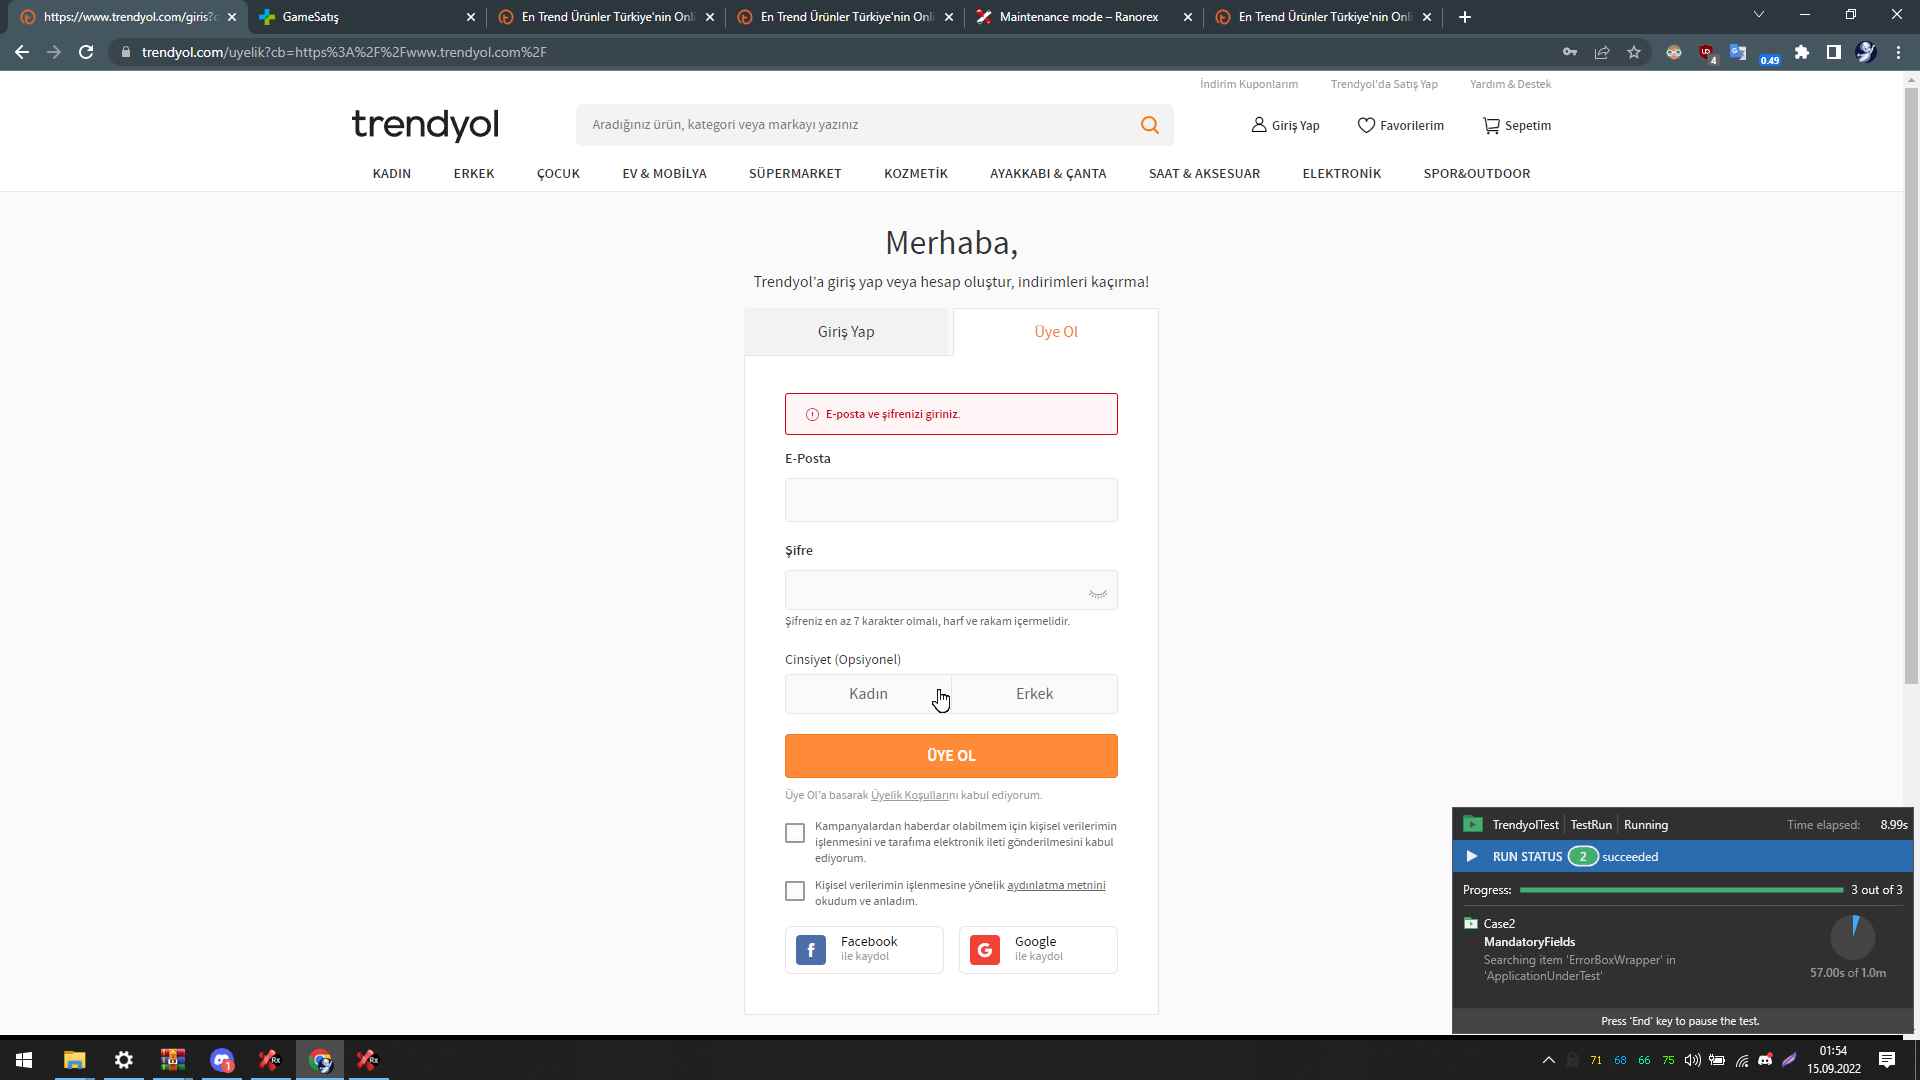 https://www.trendyol.com/giris?c
GameSatış
En Trend Ürünler Türkiye'nin Onli
En Trend Ürünler Türkiye'nin Onli
Maintenance mode – Ranorex
En Trend Ürünler Türkiye'nin Onli
trendyol.com/uyelik?cb=https%3A%2F%2Fwww.trendyol.com%2F
4
0.49
İndirim Kuponlarım
Trendyol'da Satış Yap
Yardım & Destek
trendyol
Aradığınız ürün, kategori veya markayı yazınız
Giriş Yap
Favorilerim
Sepetim
KADIN
ERKEK
ÇOCUK
EV & MOBİLYA
SÜPERMARKET
KOZMETİK
AYAKKABI & ÇANTA
SAAT & AKSESUAR
ELEKTRONİK
SPOR&OUTDOOR
Merhaba,
Trendyol'a giriş yap veya hesap oluştur, indirimleri kaçırma!
Giriş Yap
Üye Ol
E-posta ve şifrenizi giriniz.
E-Posta
Şifre
Şifreniz en az 7 karakter olmalı, harf ve rakam içermelidir.
Cinsiyet (Opsiyonel)
Kadın
Erkek
ÜYE OL
Üye Ol'a basarak Üyelik Koşullarını kabul ediyorum.
Kampanyalardan haberdar olabilmem için kişisel verilerimin
işlenmesini ve tarafıma elektronik ileti gönderilmesini kabul
ediyorum.
Kişisel verilerimin işlenmesine yönelik aydınlatma metnini
okudum ve anladım.
Facebook
ile kaydol
Google
ile kaydol
TrendyolTest
TestRun
Running
Time elapsed: 8.99s
RUN STATUS 2 succeeded
Progress: 3 out of 3
Case2
MandatoryFields
Searching item 'ErrorBoxWrapper' in
'ApplicationUnderTest'
57.00s of 1.0m
Press 'End' key to pause the test.
71
68
66
75
01:54
15.09.2022